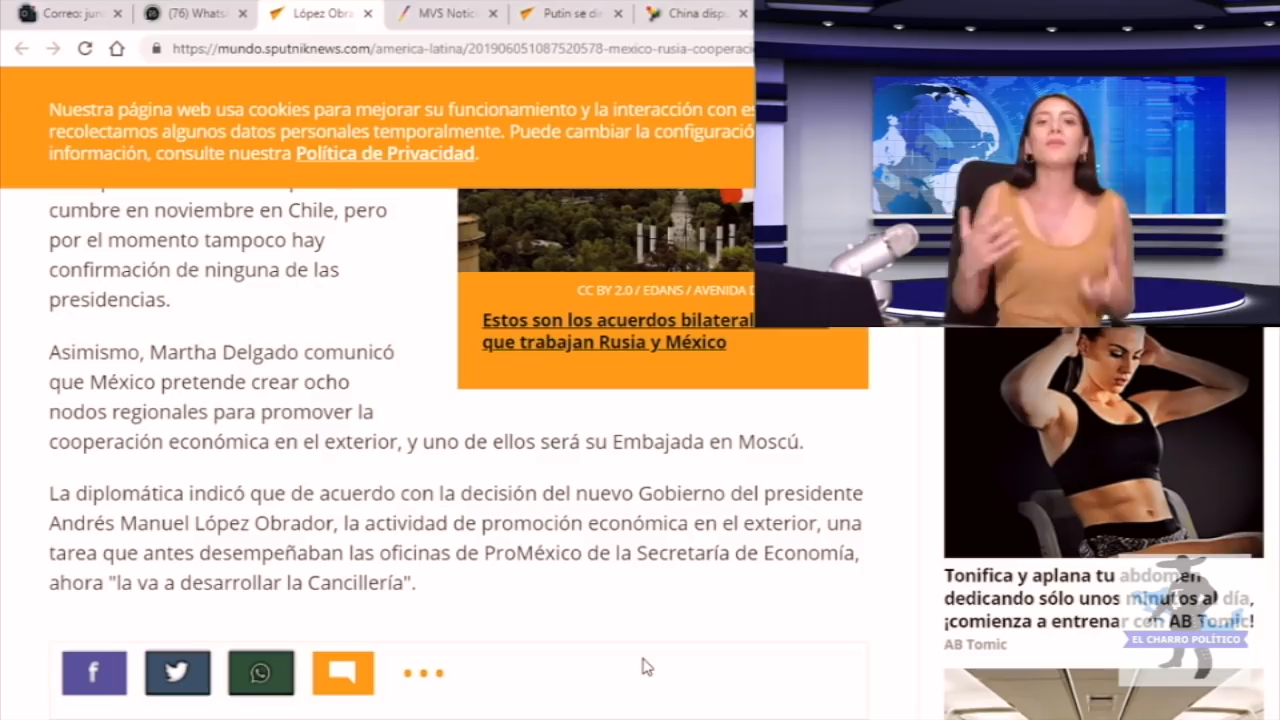 Correo: jun
(76) Whats
López Obra
MVS Notic
Putin se di
China disp
https://mundo.sputniknews.com/america-latina/201906051087520578-mexico-rusia-cooperaci
Nuestra página web usa cookies para mejorar su funcionamiento y la interacción con es
recolectamos algunos datos personales temporalmente. Puede cambiar la configuració
información, consulte nuestra Política de Privacidad.
cumbre en noviembre en Chile, pero
por el momento tampoco hay
confirmación de ninguna de las
presidencias.
CC BY 2.0 / EDANS / AVENIDA
Estos son los acuerdos bilateral
que trabajan Rusia y México
Asimismo, Martha Delgado comunicó
que México pretende crear ocho
nodos regionales para promover la
cooperación económica en el exterior, y uno de ellos será su Embajada en Moscú.
La diplomática indicó que de acuerdo con la decisión del nuevo Gobierno del presidente
Andrés Manuel López Obrador, la actividad de promoción económica en el exterior, una
tarea que antes desempeñaban las oficinas de ProMéxico de la Secretaría de Economía,
ahora "la va a desarrollar la Cancillería".
Tonifica y aplana tu abdomen
dedicando sólo unos minutos al día,
¡comienza a entrenar con AB Tomic!
AB Tomic
EL CHARRO POLÍTICO